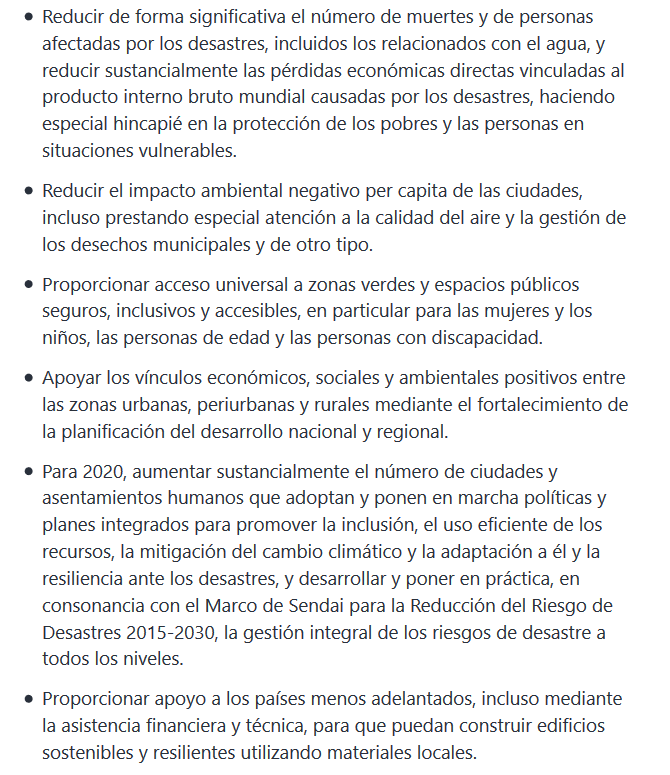 • Reducir de forma significativa el número de muertes y de personas
afectadas por los desastres, incluidos los relacionados con el agua, y
reducir sustancialmente las pérdidas económicas directas vinculadas al
producto interno bruto mundial causadas por los desastres, haciendo
especial hincapié en la protección de los pobres y las personas en
situaciones vulnerables.
• Reducir el impacto ambiental negativo per capita de las ciudades,
incluso prestando especial atención a la calidad del aire y la gestión de
los desechos municipales y de otro tipo.
• Proporcionar acceso universal a zonas verdes y espacios públicos
seguros, inclusivos y accesibles, en particular para las mujeres y los
niños, las personas de edad y las personas con discapacidad.
• Apoyar los vínculos económicos, sociales y ambientales positivos entre
las zonas urbanas, periurbanas y rurales mediante el fortalecimiento de
la planificación del desarrollo nacional y regional.
• Para 2020, aumentar sustancialmente el número de ciudades y
asentamientos humanos que adoptan y ponen en marcha políticas y
planes integrados para promover la inclusión, el uso eficiente de los
recursos, la mitigación del cambio climático y la adaptación a él y la
resiliencia ante los desastres, y desarrollar y poner en práctica, en
consonancia con el Marco de Sendai para la Reducción del Riesgo de
Desastres 2015-2030, la gestión integral de los riesgos de desastre a
todos los niveles.
• Proporcionar apoyo a los países menos adelantados, incluso mediante
la asistencia financiera y técnica, para que puedan construir edificios
sostenibles y resilientes utilizando materiales locales.